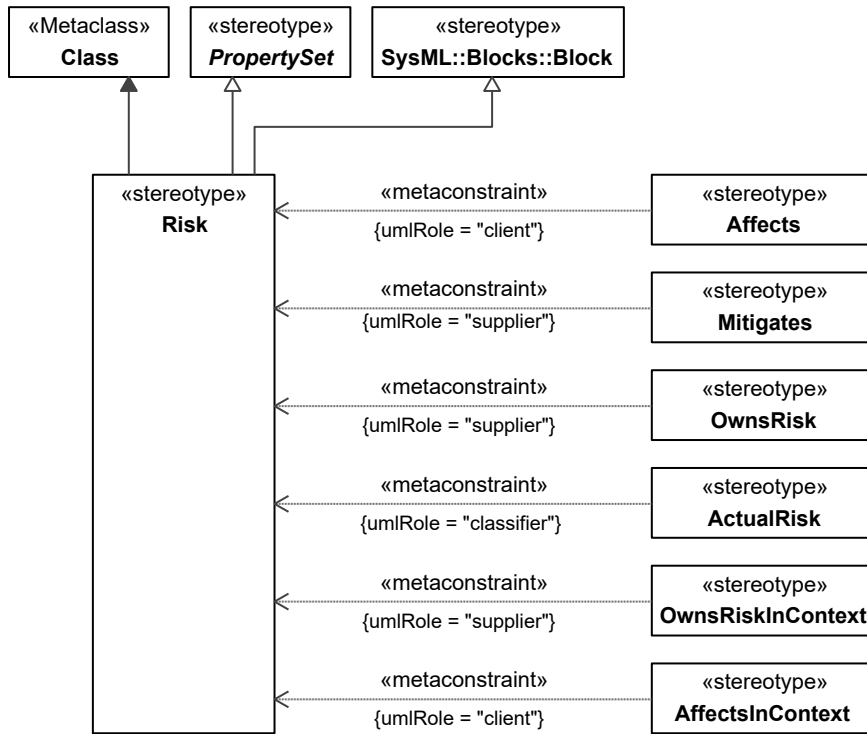 «Metaclass»
Class
«stereotype»
PropertySet
«stereotype»
SysML::Blocks::Block
«stereotype»
Risk
«metaconstraint»
{umlRole = "client"}
«stereotype»
Affects
«metaconstraint»
{umlRole = "supplier"}
«stereotype»
Mitigates
«metaconstraint»
{umlRole = "supplier"}
«stereotype»
OwnsRisk
«metaconstraint»
{umlRole = "classifier"}
«stereotype»
ActualRisk
«metaconstraint»
{umlRole = "supplier"}
«stereotype»
OwnsRiskInContext
«metaconstraint»
{umlRole = "client"}
«stereotype»
AffectsInContext